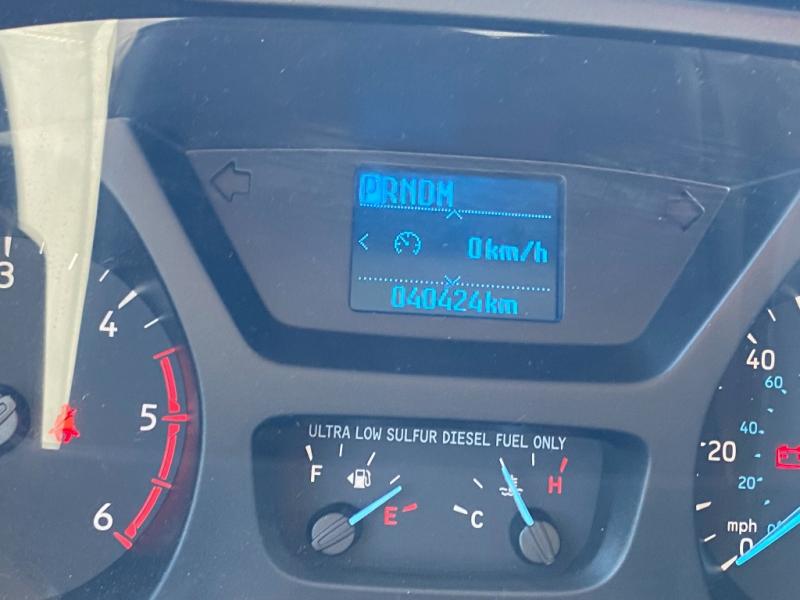 PRNDM
0km/h
040424km
3
4
5
6
ULTRA LOW SULFUR DIESEL FUEL ONLY
F
E
C
H
40
60
40
20
20
mph
0